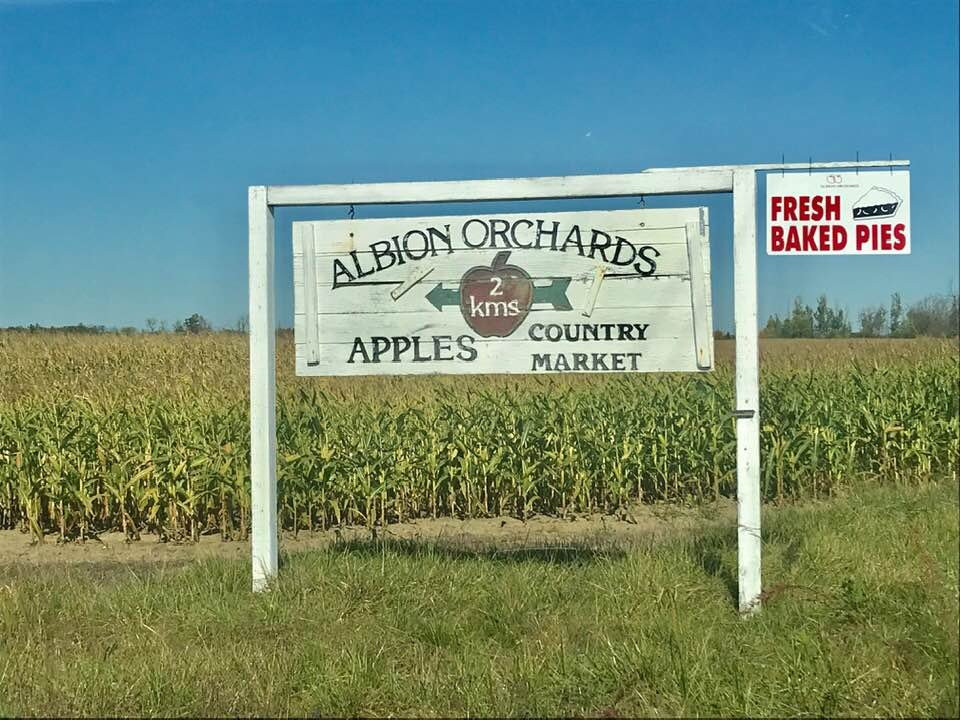 ALBION ORCHARDS
2
kms
APPLES
COUNTRY
MARKET
FRESH
BAKED PIES